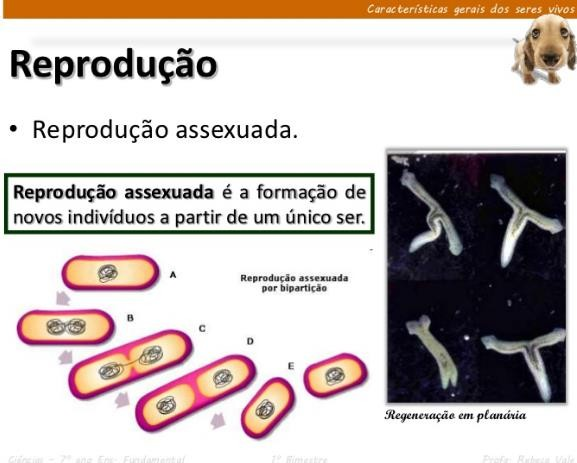 Características gerais dos seres vivos
Reprodução
• Reprodução assexuada.
Reprodução assexuada é a formação de
novos indivíduos a partir de um único ser.
Reprodução assexuada
por bipartição
A
B
C
D
E
Regeneração em planária
Ciências - 7º ano Ens. Fundamental
1º Bimestre
Profa: Rebeca Vale